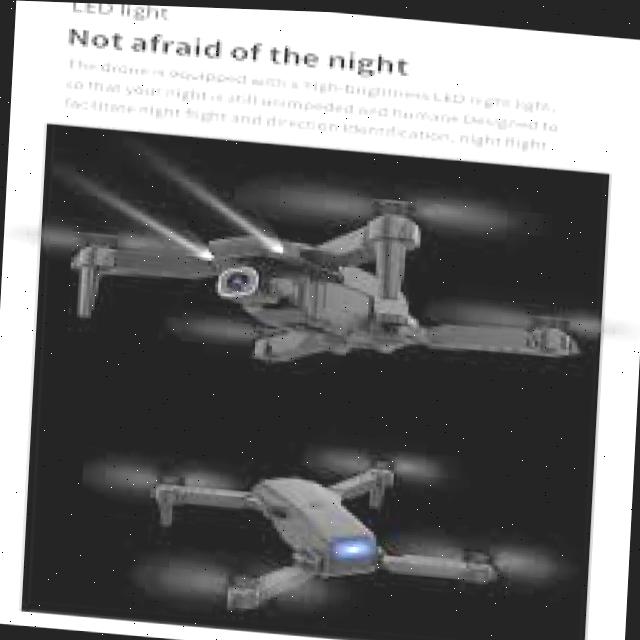 LED light
Not afraid of the night
The drone is equipped with a high-brightness LED night light,
so that your night is still unimpeded and humane Designed to
facilitate night flight and direction identification, night flight